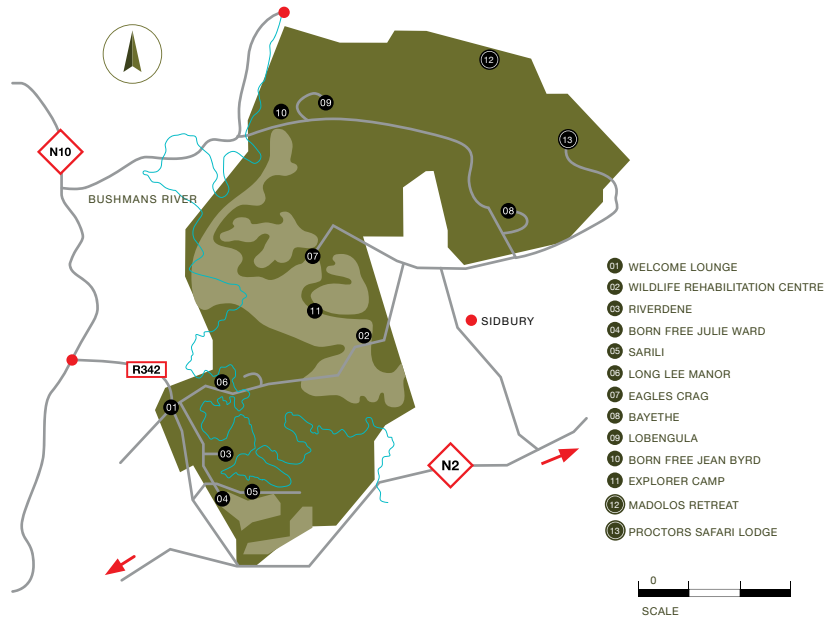 12
09
10
13
N10
BUSHMANS RIVER
08
07
11
SIDBURY
02
R342
06
01
03
N2
05
04
01 WELCOME LOUNGE
02 WILDLIFE REHABILITATION CENTRE
03 RIVERDENE
04 BORN FREE JULIE WARD
05 SARILI
06 LONG LEE MANOR
07 EAGLES CRAG
08 BAYETHE
09 LOBENGULA
10 BORN FREE JEAN BYRD
11 EXPLORER CAMP
12 MADOLOS RETREAT
13 PROCTORS SAFARI LODGE
0
SCALE